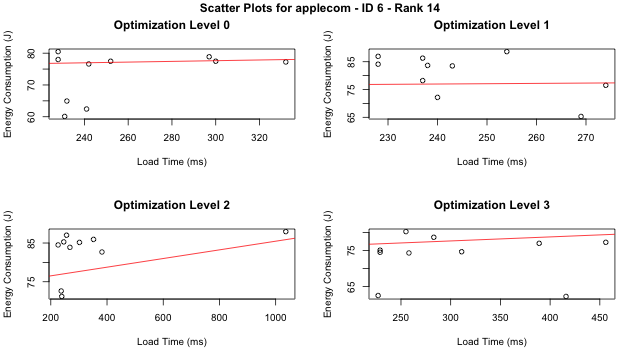 Scatter Plots for applecom - ID 6 - Rank 14
Optimization Level 0
Energy Consumption (J)
60 70 80
240 260 280 300 320
Load Time (ms)
Optimization Level 1
Energy Consumption (J)
65 75 85
230 240 250 260 270
Load Time (ms)
Optimization Level 2
Energy Consumption (J)
75 85
200 400 600 800 1000
Load Time (ms)
Optimization Level 3
Energy Consumption (J)
65 75
250 300 350 400 450
Load Time (ms)